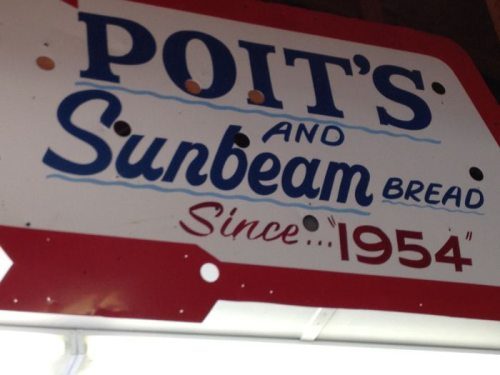 POIT'S
AND
Sunbeam BREAD
Since... "1954"